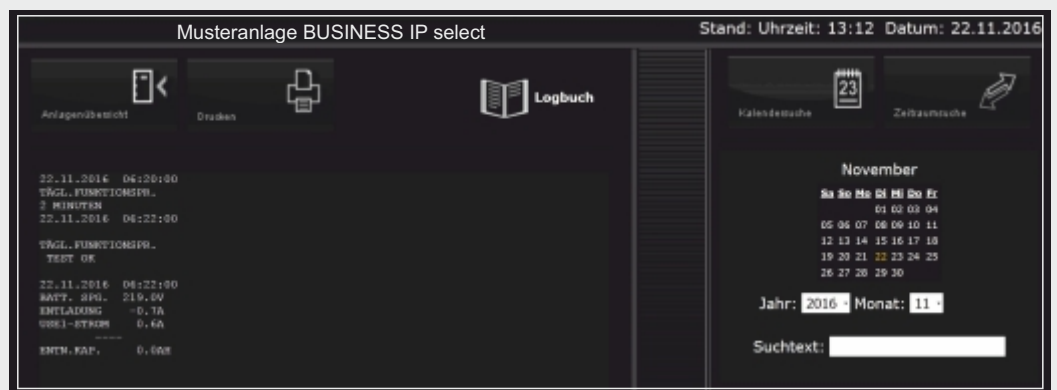 Musteranlage BUSINESS IP select
Stand: Uhrzeit: 13:12 Datum: 22.11.2016
Anlagenübersicht
Drucken
Logbuch
22.11.2016 06:20:00
TÄGL.FUNKTIONSPR.
2 MINUTEN
22.11.2016 06:22:00
TÄGL.FUNKTIONSPR.
TEST OK
22.11.2016 06:22:00
BATT. SPG. 219.0V
ENTLADUNG -0.7A
-STROM 0.6A
----
ENTN.KAP. 0.0AH
23
Kalendersuche
Zeitraumsuche
November
Sa So Mo Di Mi Do Fr
01 02 03 04
05 06 07 08 09 10 11
12 13 14 15 16 17 18
19 20 21 22 23 24 25
26 27 28 29 30
Jahr: 2016 Monat: 11
Suchtext: